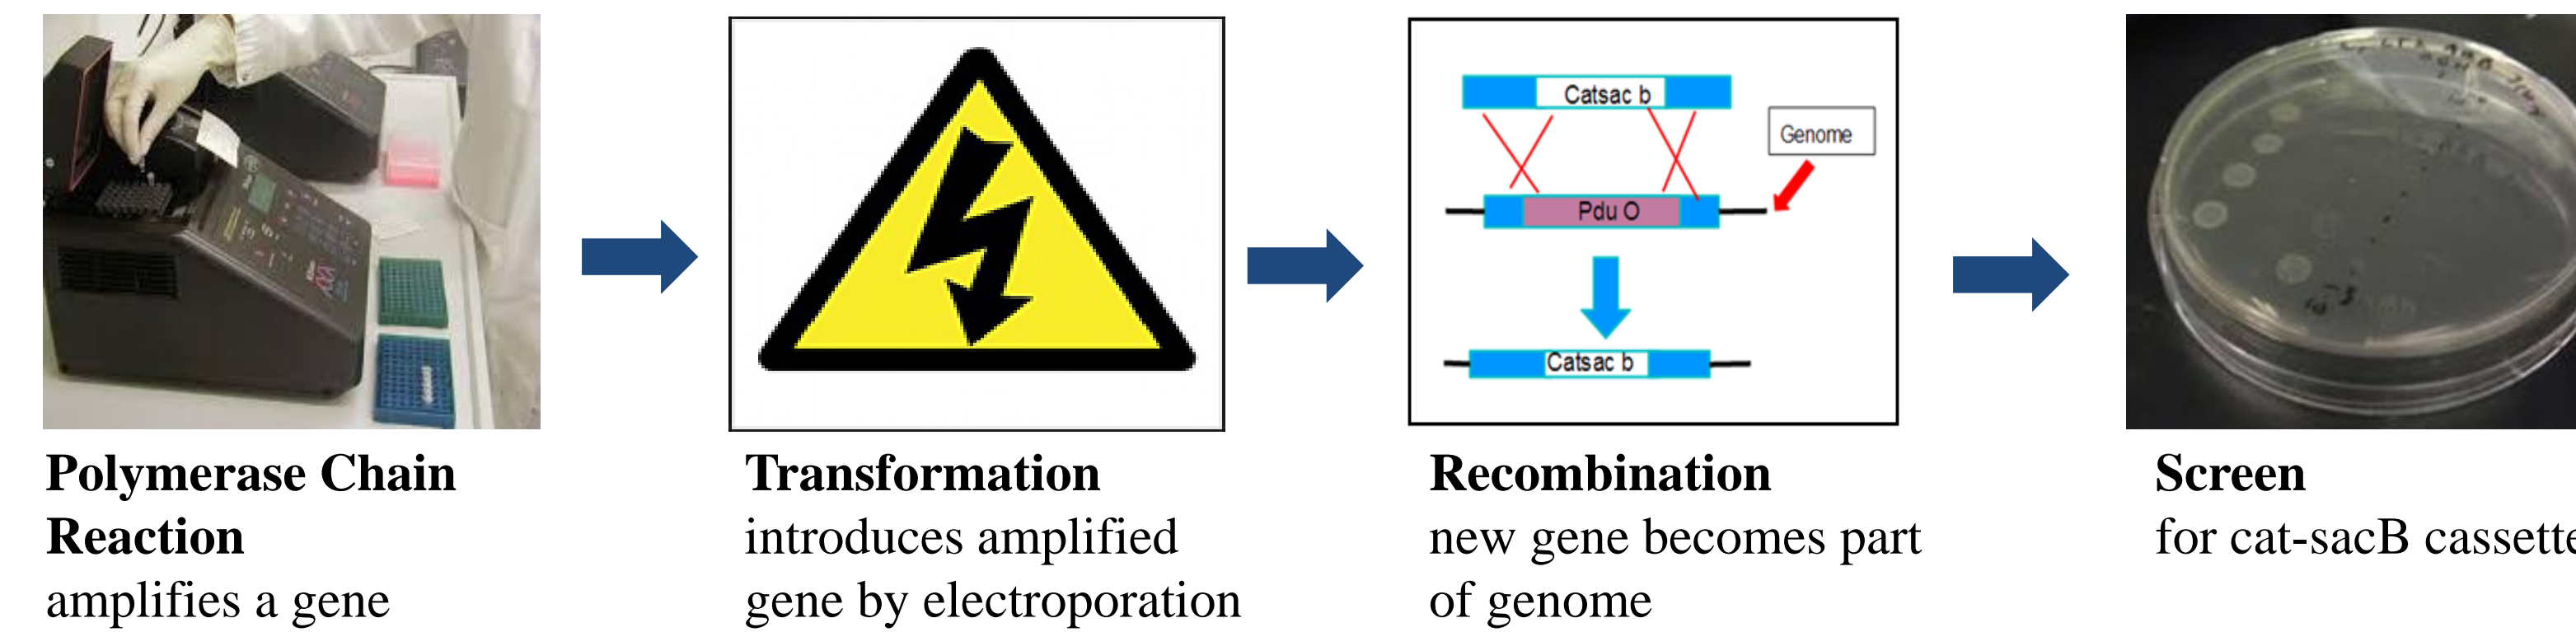 Catsac b
Genome
Pdu O
Catsac b
Polymerase Chain
Reaction
amplifies a gene
Transformation
introduces amplified
gene by electroporation
Recombination
new gene becomes part
of genome
Screen
for cat-sacB cassette